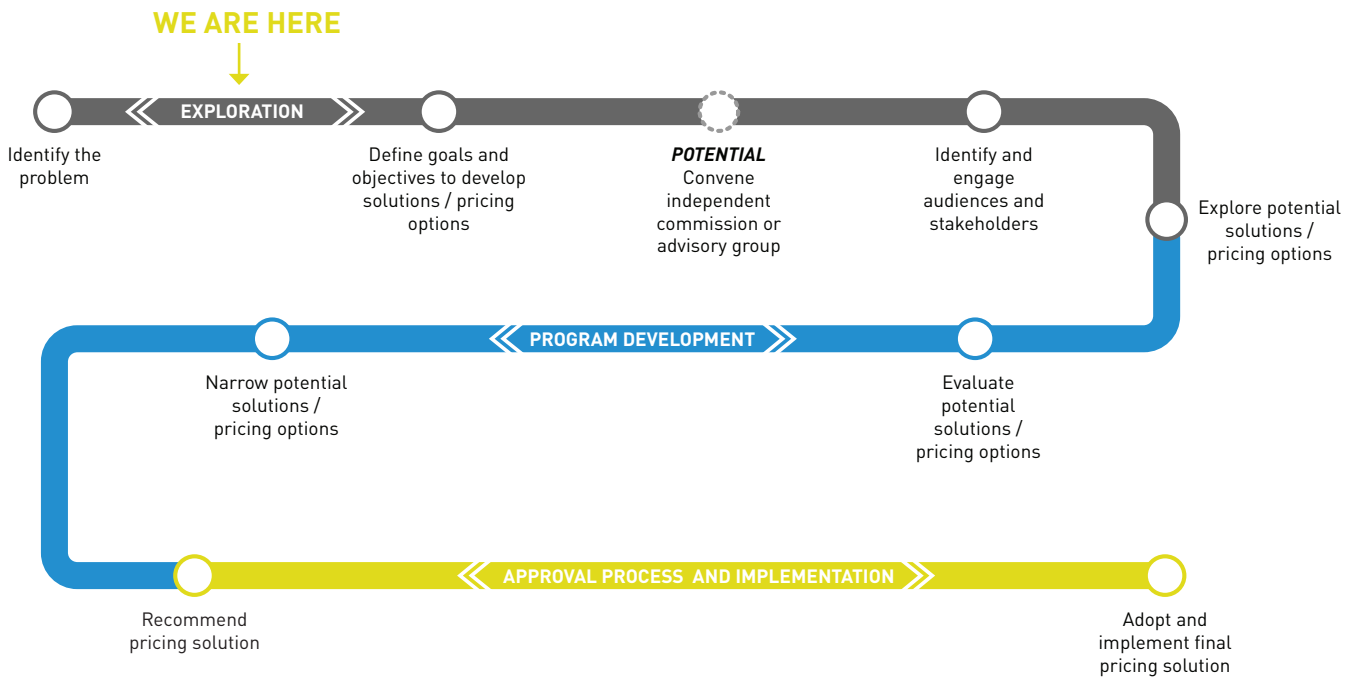 WE ARE HERE
EXPLORATION
Identify the
problem
Define goals and
objectives to develop
solutions / pricing
options
POTENTIAL
Convene
independent
commission or
advisory group
Identify and
engage
audiences and
stakeholders
Explore potential
solutions /
pricing options
PROGRAM DEVELOPMENT
Evaluate
potential
solutions /
pricing options
Narrow potential
solutions /
pricing options
APPROVAL PROCESS AND IMPLEMENTATION
Recommend
pricing solution
Adopt and
implement final
pricing solution